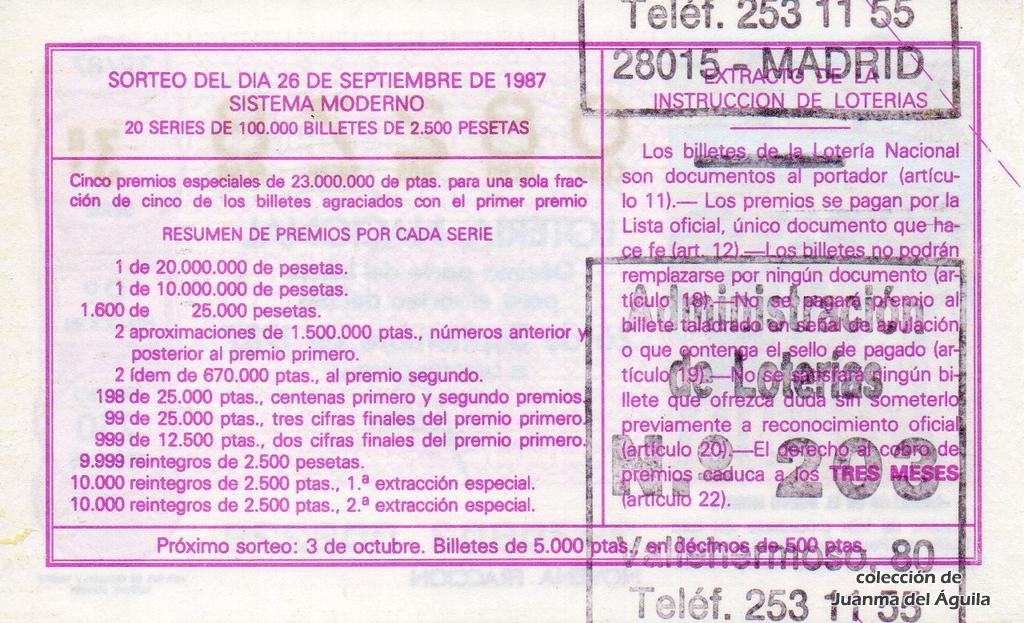 Teléf. 253 11 55
28015 - MADRID
SORTEO DEL DIA 26 DE SEPTIEMBRE DE 1987
SISTEMA MODERNO
20 SERIES DE 100.000 BILLETES DE 2.500 PESETAS
Cinco premios especiales de 23.000.000 de ptas. para una sola frac-
ción de cinco de los billetes agraciados con el primer premio
RESUMEN DE PREMIOS POR CADA SERIE
1 de 20.000.000 de pesetas.
1 de 10.000.000 de pesetas.
1.600 de 25.000 pesetas.
2 aproximaciones de 1.500.000 ptas., números anterior y
posterior al premio primero.
2 ídem de 670.000 ptas., al premio segundo.
198 de 25.000 ptas., centenas primero y segundo premios.
99 de 25.000 ptas., tres cifras finales del premio primero.
999 de 12.500 ptas., dos cifras finales del premio primero.
9.999 reintegros de 2.500 pesetas.
10.000 reintegros de 2.500 ptas., 1.ª extracción especial.
10.000 reintegros de 2.500 ptas., 2.ª extracción especial.
EXTRACTO DE LA
INSTRUCCION DE LOTERIAS
Los billetes de la Lotería Nacional
son documentos al portador (artícu-
lo 11).— Los premios se pagan por la
Lista oficial, único documento que ha-
ce fe (art. 12).—Los billetes no podrán
remplazarse por ningún documento (ar-
tículo 18).—No se pagará premio al
billete taladrado en señal de anulación
o que contenga el sello de pagado (ar-
tículo 19).—No se satisfará ningún bi-
llete que ofrezca duda sin someterlo
previamente a reconocimiento oficial
(artículo 20).—El derecho al cobro de
premios caduca a los TRES MESES
(artículo 22).
Próximo sorteo: 3 de octubre. Billetes de 5.000 ptas., en décimos de 500 ptas.
Administración
de Loterías
N.º 203
Vallehermoso, 80
Teléf. 253 11 55
colección de
Juanma del Águila